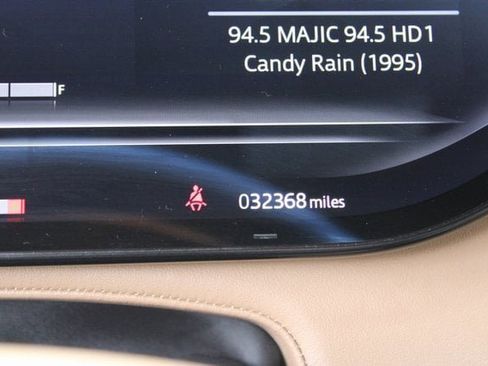 94.5 MAJIC 94.5 HD1
Candy Rain (1995)
F
032368 miles